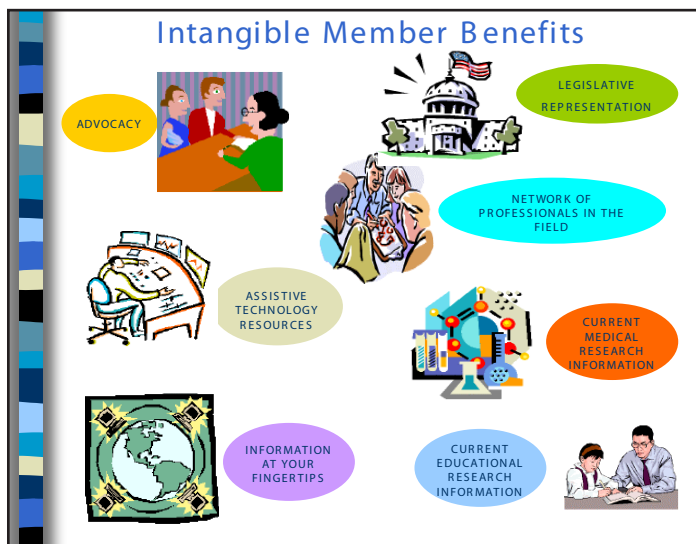 Intangible Member Benefits
ADVOCACY
LEGISLATIVE
REPRESENTATION
NETWORK OF
PROFESSIONALS IN THE
FIELD
ASSISTIVE
TECHNOLOGY
RESOURCES
CURRENT
MEDICAL
RESEARCH
INFORMATION
INFORMATION
AT YOUR
FINGERTIPS
CURRENT
EDUCATIONAL
RESEARCH
INFORMATION